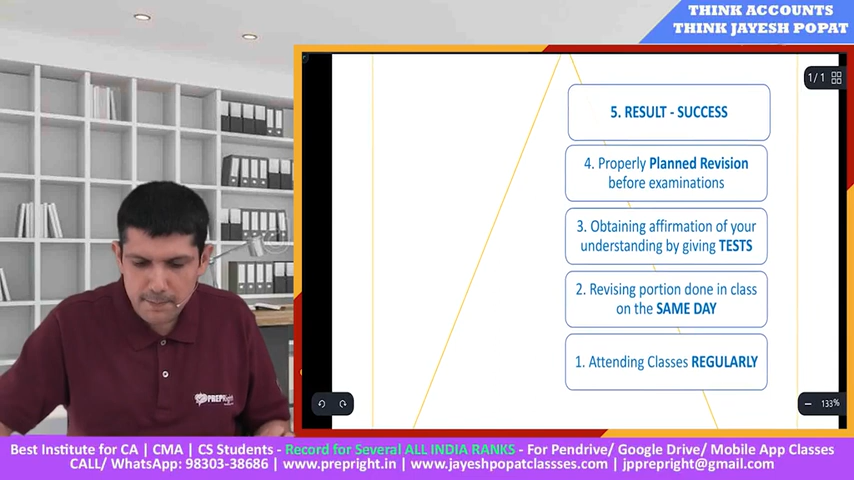 THINK ACCOUNTS
THINK JAYESH POPAT
1/1
5. RESULT - SUCCESS
4. Properly Planned Revision
before examinations
3. Obtaining affirmation of your
understanding by giving TESTS
2. Revising portion done in class
on the SAME DAY
1. Attending Classes REGULARLY
133%
PREPRight
Best Institute for CA | CMA | CS Students - Record for Several ALL INDIA RANKS - For Pendrive/ Google Drive/ Mobile App Classes
CALL/ WhatsApp: 98303-38686 | www.prepright.in | www.jayeshpopatclassses.com | jpprepright@gmail.com